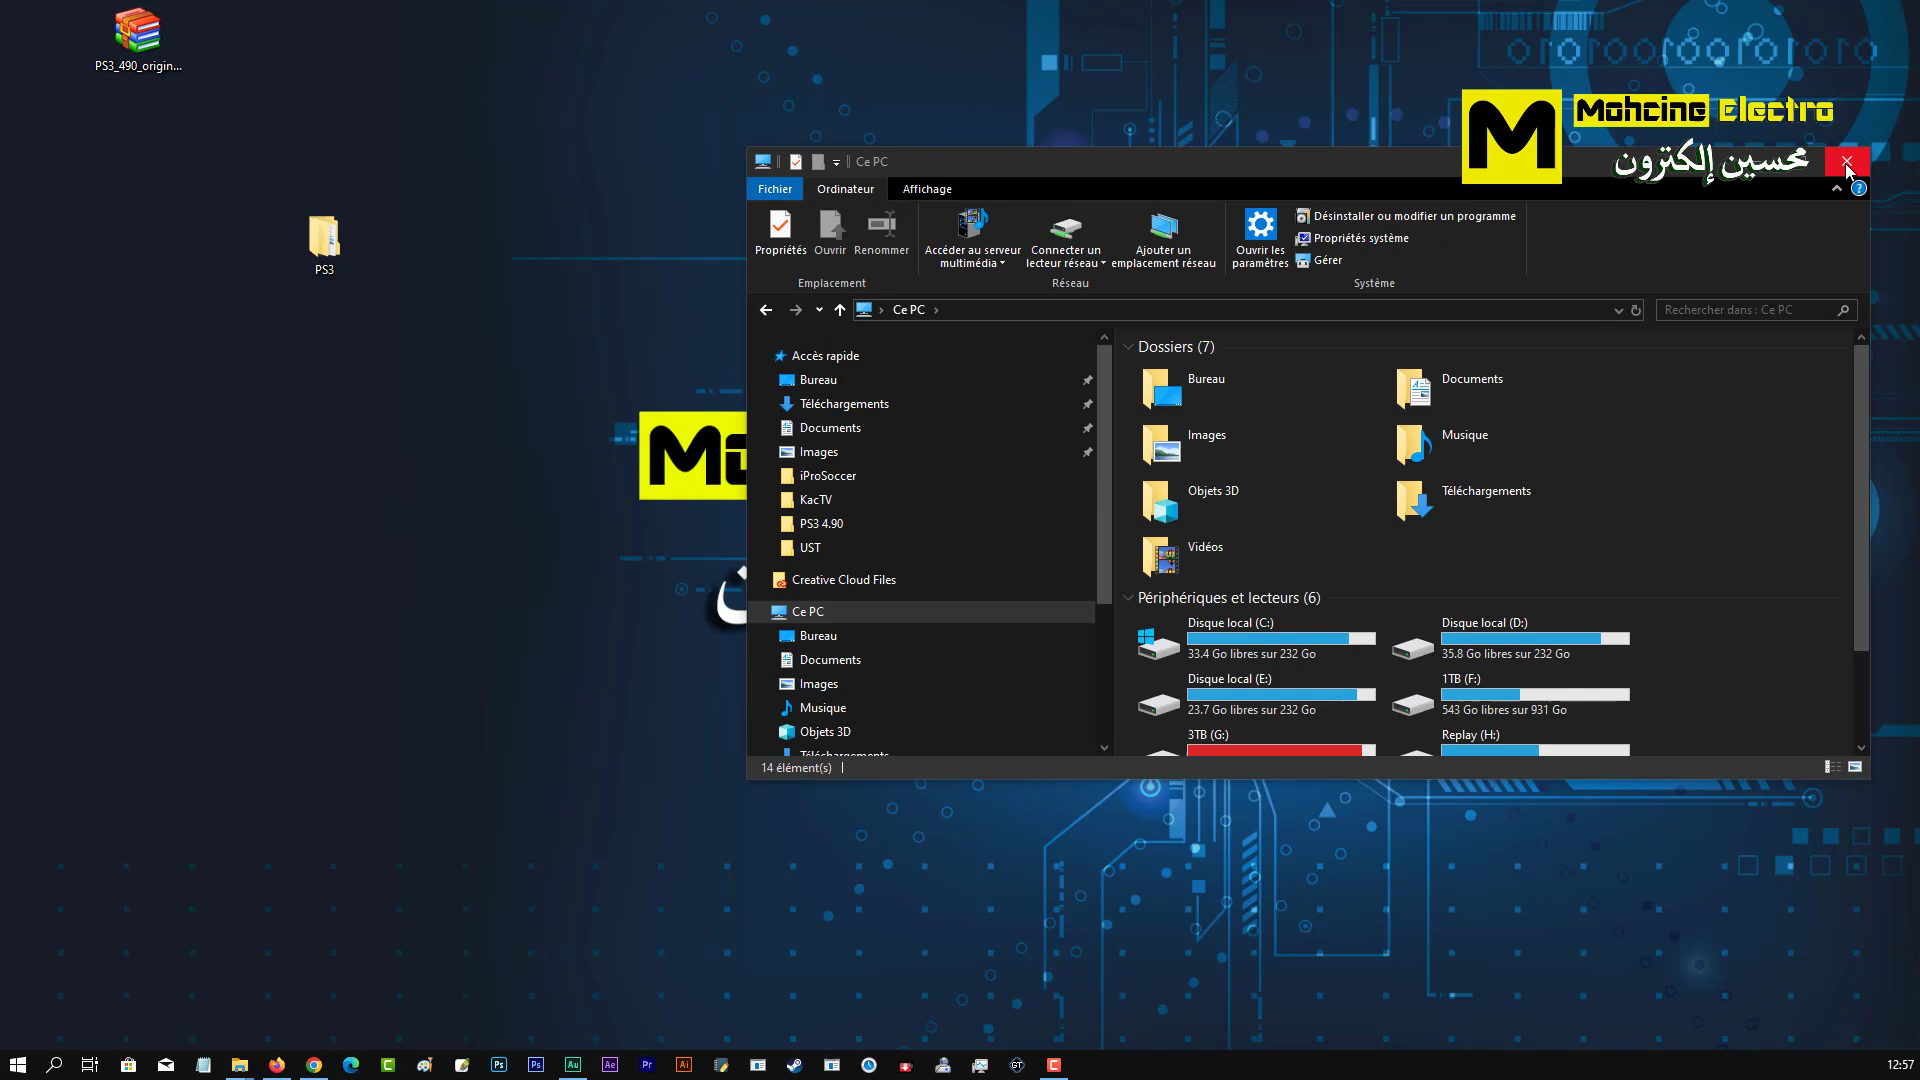 PS3_490_origin...
PS3
Mohcine Electro
محسين إلكترون
Ce PC
Fichier
Ordinateur
Affichage
Propriétés
Ouvrir
Renommer
Accéder au serveur
multimédia
Connecter un
lecteur réseau
Ajouter un
emplacement réseau
Ouvrir les
paramètres
Désinstaller ou modifier un programme
Propriétés système
Gérer
Emplacement
Réseau
Système
Ce PC
Rechercher dans : Ce PC
Accès rapide
Bureau
Téléchargements
Documents
Images
iProSoccer
KacTV
PS3 4.90
UST
Creative Cloud Files
Ce PC
Bureau
Documents
Images
Musique
Objets 3D
Téléchargements
Dossiers (7)
Bureau
Documents
Images
Musique
Objets 3D
Téléchargements
Vidéos
Périphériques et lecteurs (6)
Disque local (C:)
33.4 Go libres sur 232 Go
Disque local (D:)
35.8 Go libres sur 232 Go
Disque local (E:)
23.7 Go libres sur 232 Go
1TB (F:)
543 Go libres sur 931 Go
3TB (G:)
Replay (H:)
14 élément(s)
12:57